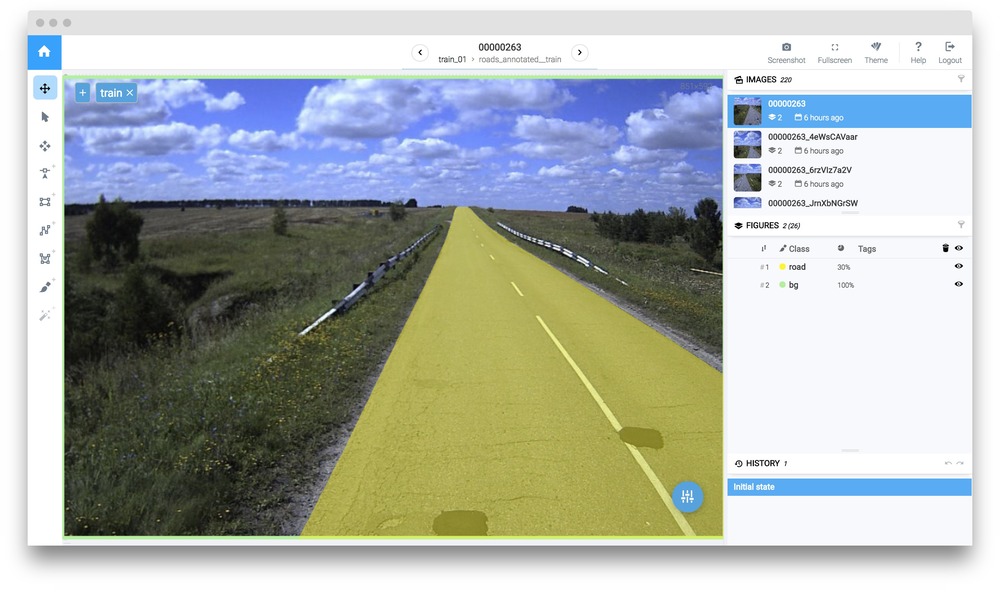 00000263
train_01 › roads_annotated__train
Screenshot
Fullscreen
Theme
Help
Logout
+ train ×
IMAGES 220
00000263
2 6 hours ago
00000263_4eWsCAVaar
2 6 hours ago
00000263_6rzVIz7a2V
2 6 hours ago
00000263_JmXbNGrSW
FIGURES 2 (26)
Class Tags
#1 road 30%
#2 bg 100%
HISTORY 1
Initial state